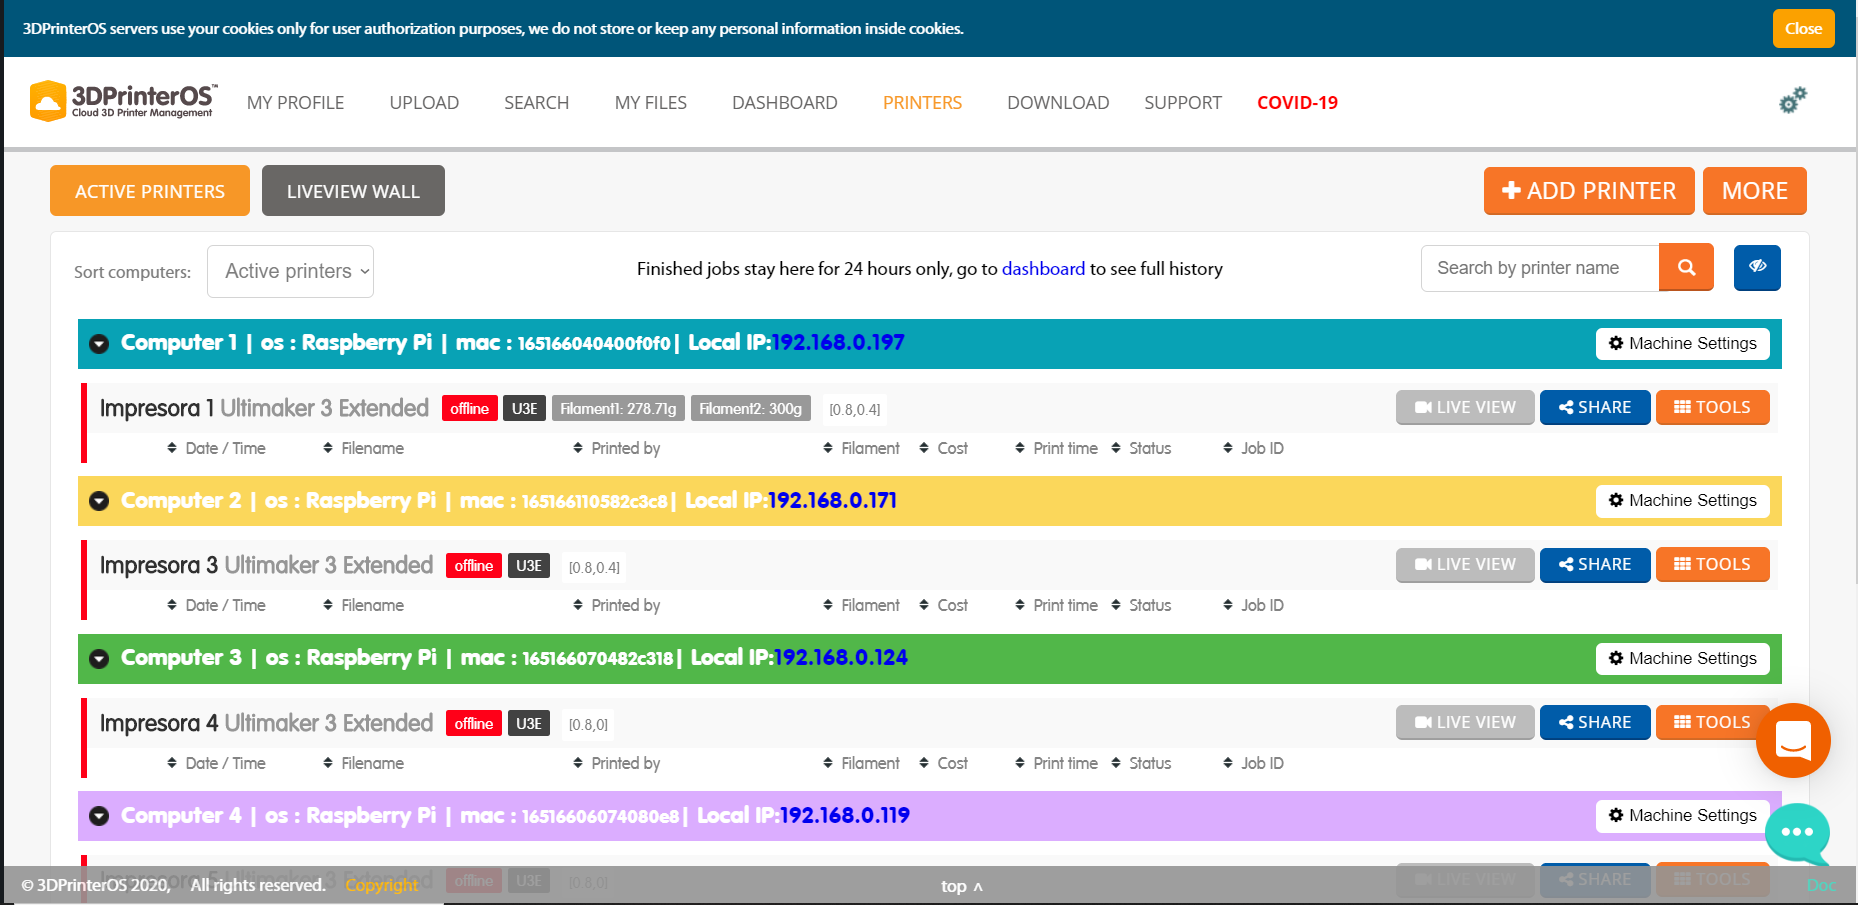 3DPrinterOS servers use your cookies only for user authorization purposes, we do not store or keep any personal information inside cookies.
Close
3DPrinterOS™
Cloud 3D Printer Management
MY PROFILE UPLOAD SEARCH MY FILES DASHBOARD PRINTERS DOWNLOAD SUPPORT COVID-19
ACTIVE PRINTERS LIVEVIEW WALL ADD PRINTER MORE
Sort computers: Active printers Finished jobs stay here for 24 hours only, go to dashboard to see full history Search by printer name
Computer 1 | os : Raspberry Pi | mac : 165166040400f0f0| Local IP:192.168.0.197 Machine Settings
Impresora 1 Ultimaker 3 Extended offline U3E Filament1: 278.71g Filament2: 300g [0.8,0.4] LIVE VIEW SHARE TOOLS
Date / Time Filename Printed by Filament Cost Print time Status Job ID
Computer 2 | os : Raspberry Pi | mac : 165166110582c3c8| Local IP:192.168.0.171 Machine Settings
Impresora 3 Ultimaker 3 Extended offline U3E [0.8,0.4] LIVE VIEW SHARE TOOLS
Date / Time Filename Printed by Filament Cost Print time Status Job ID
Computer 3 | os : Raspberry Pi | mac : 165166070482c318| Local IP:192.168.0.124 Machine Settings
Impresora 4 Ultimaker 3 Extended offline U3E [0.8,0] LIVE VIEW SHARE TOOLS
Date / Time Filename Printed by Filament Cost Print time Status Job ID
Computer 4 | os : Raspberry Pi | mac : 16516606074080e8| Local IP:192.168.0.119 Machine Settings
Impresora 5 Ultimaker 3 Extended offline U3E [0.8,0] LIVE VIEW SHARE TOOLS
© 3DPrinterOS 2020, All rights reserved. Copyright top ʌ Doc